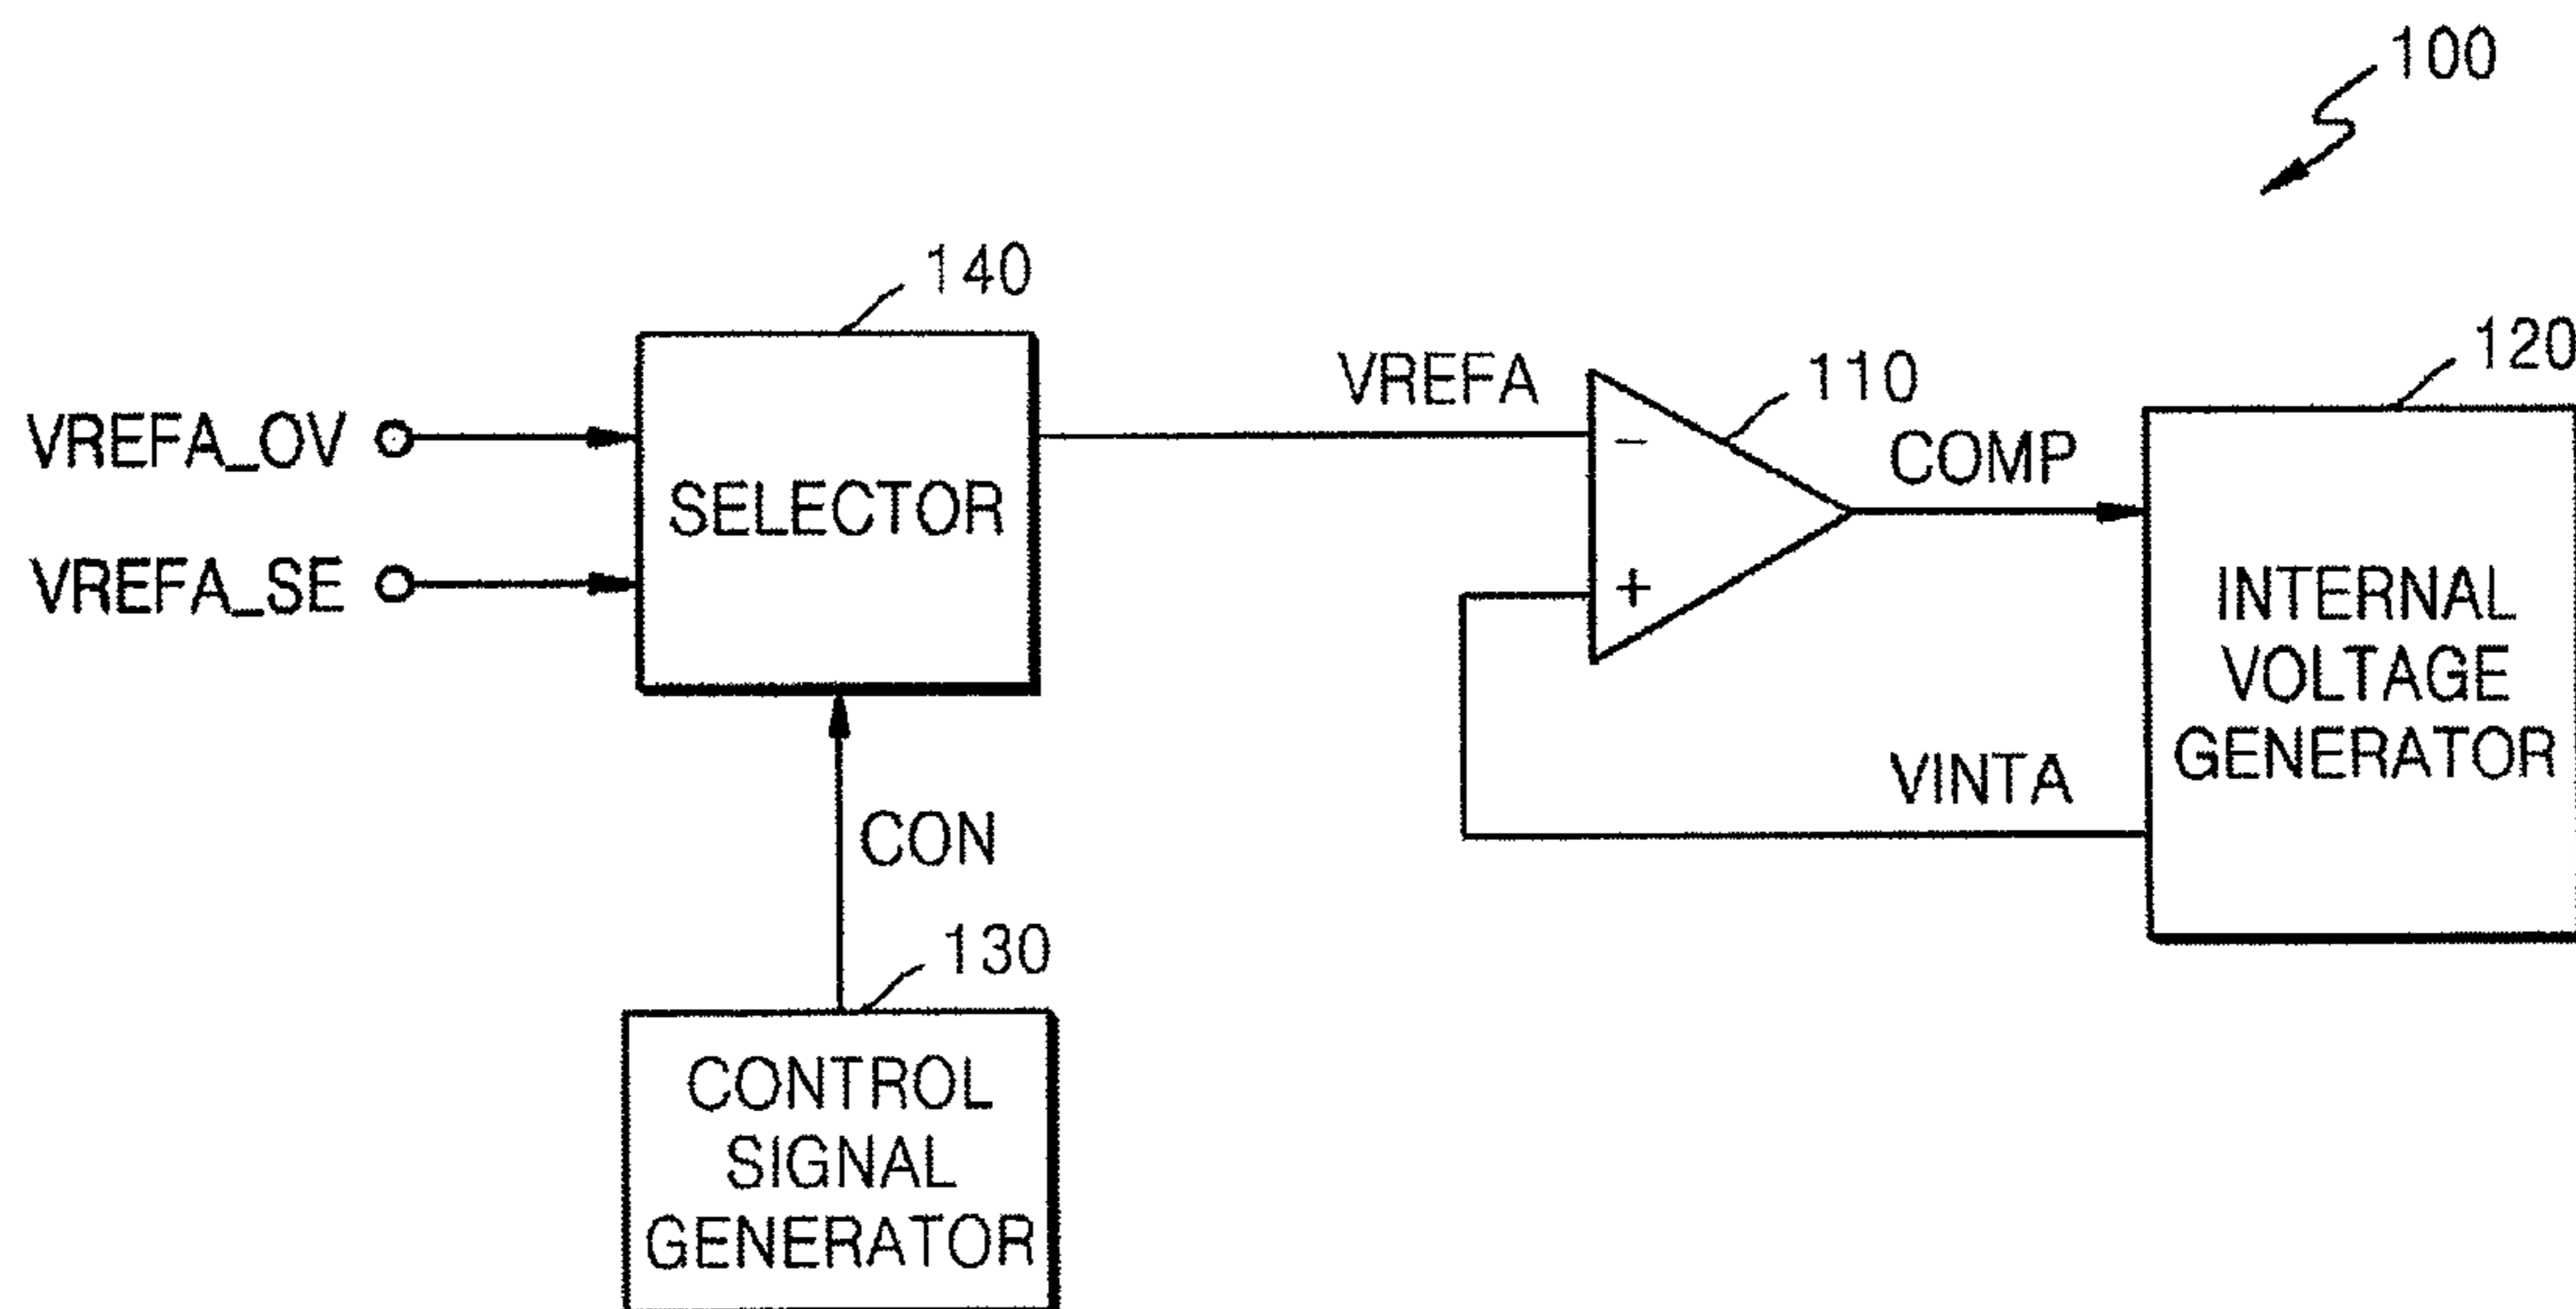 100
140
120
VREFA
110
VREFA_OV
COMP
SELECTOR
-
VREFA_SE
+
INTERNAL
VOLTAGE
GENERATOR
VINTA
CON
130
CONTROL
SIGNAL
GENERATOR